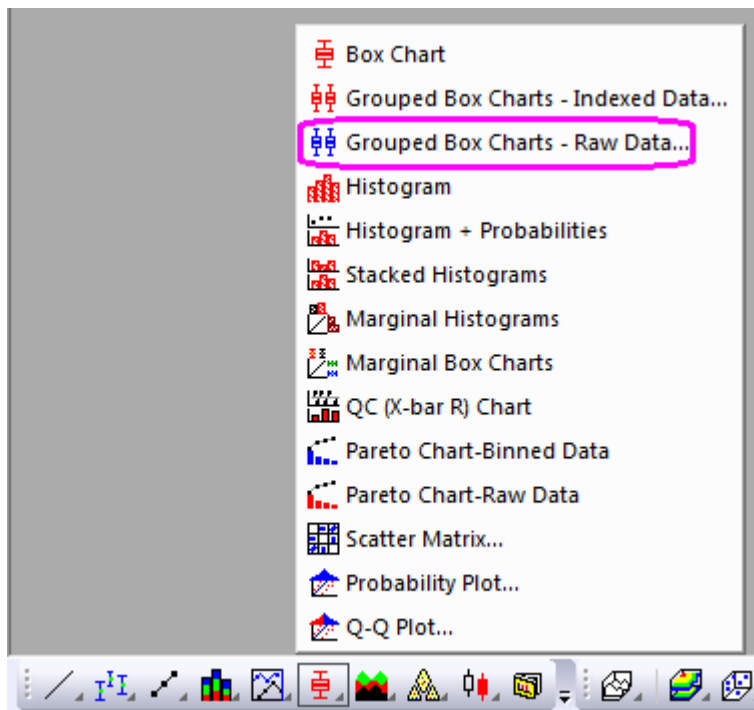 Box Chart
Grouped Box Charts - Indexed Data...
Grouped Box Charts - Raw Data...
Histogram
Histogram + Probabilities
Stacked Histograms
Marginal Histograms
Marginal Box Charts
QC (X-bar R) Chart
Pareto Chart-Binned Data
Pareto Chart-Raw Data
Scatter Matrix...
Probability Plot...
Q-Q Plot...